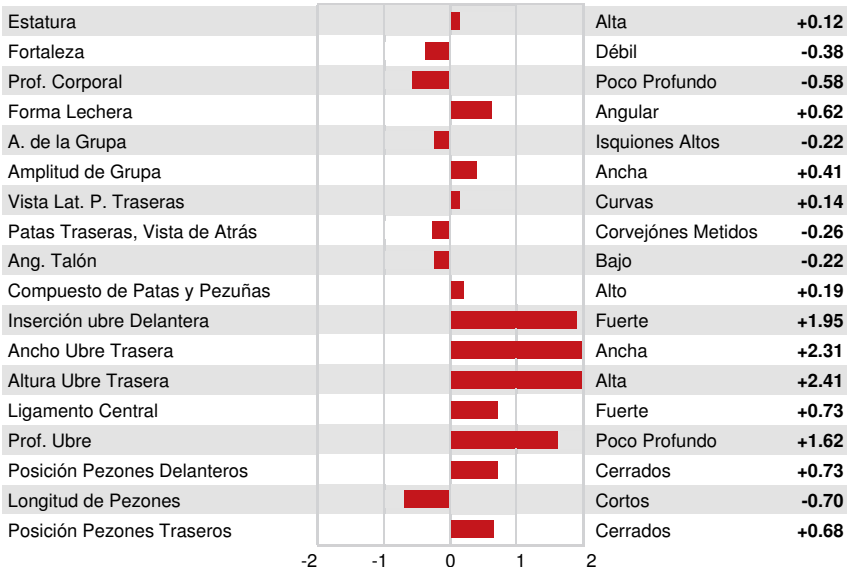 Estatura Alta +0.12
Fortaleza Débil -0.38
Prof. Corporal Poco Profundo -0.58
Forma Lechera Angular +0.62
A. de la Grupa Isquiones Altos -0.22
Amplitud de Grupa Ancha +0.41
Vista Lat. P. Traseras Curvas +0.14
Patas Traseras, Vista de Atrás Corvejónes Metidos -0.26
Ang. Talón Bajo -0.22
Compuesto de Patas y Pezuñas Alto +0.19
Inserción ubre Delantera Fuerte +1.95
Ancho Ubre Trasera Ancha +2.31
Altura Ubre Trasera Alta +2.41
Ligamento Central Fuerte +0.73
Prof. Ubre Poco Profundo +1.62
Posición Pezones Delanteros Cerrados +0.73
Longitud de Pezones Cortos -0.70
Posición Pezones Traseros Cerrados +0.68
-2 -1 0 1 2